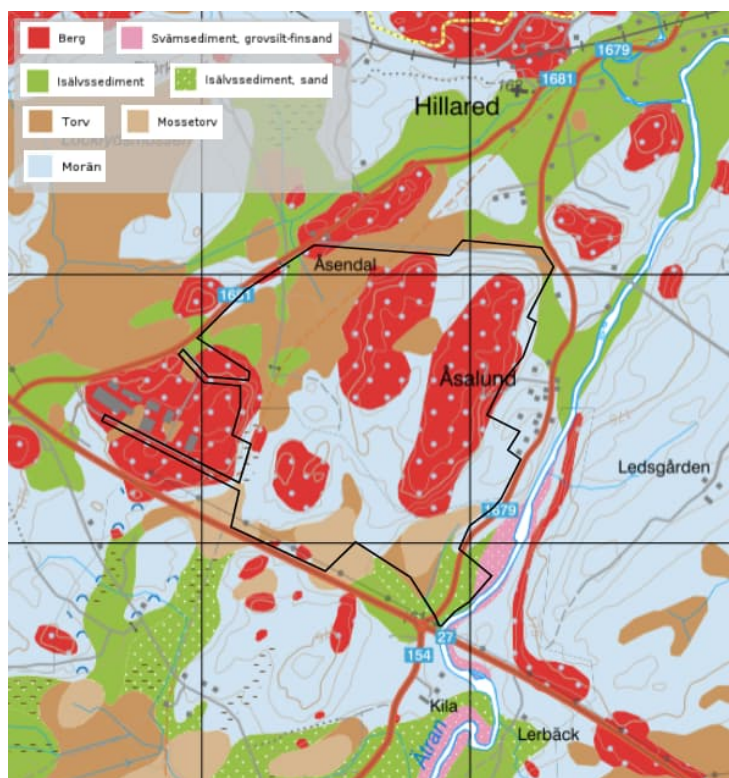 Berg
Svämsediment, grovsilt-finsand
Isälvssediment
Isälvssediment, sand
Torv
Mossetorv
Morän
1679
1681
Hillared
Åsendal
1681
Åsalund
Ledsgården
1679
27
154
Kila
Lerbäck
Ätran